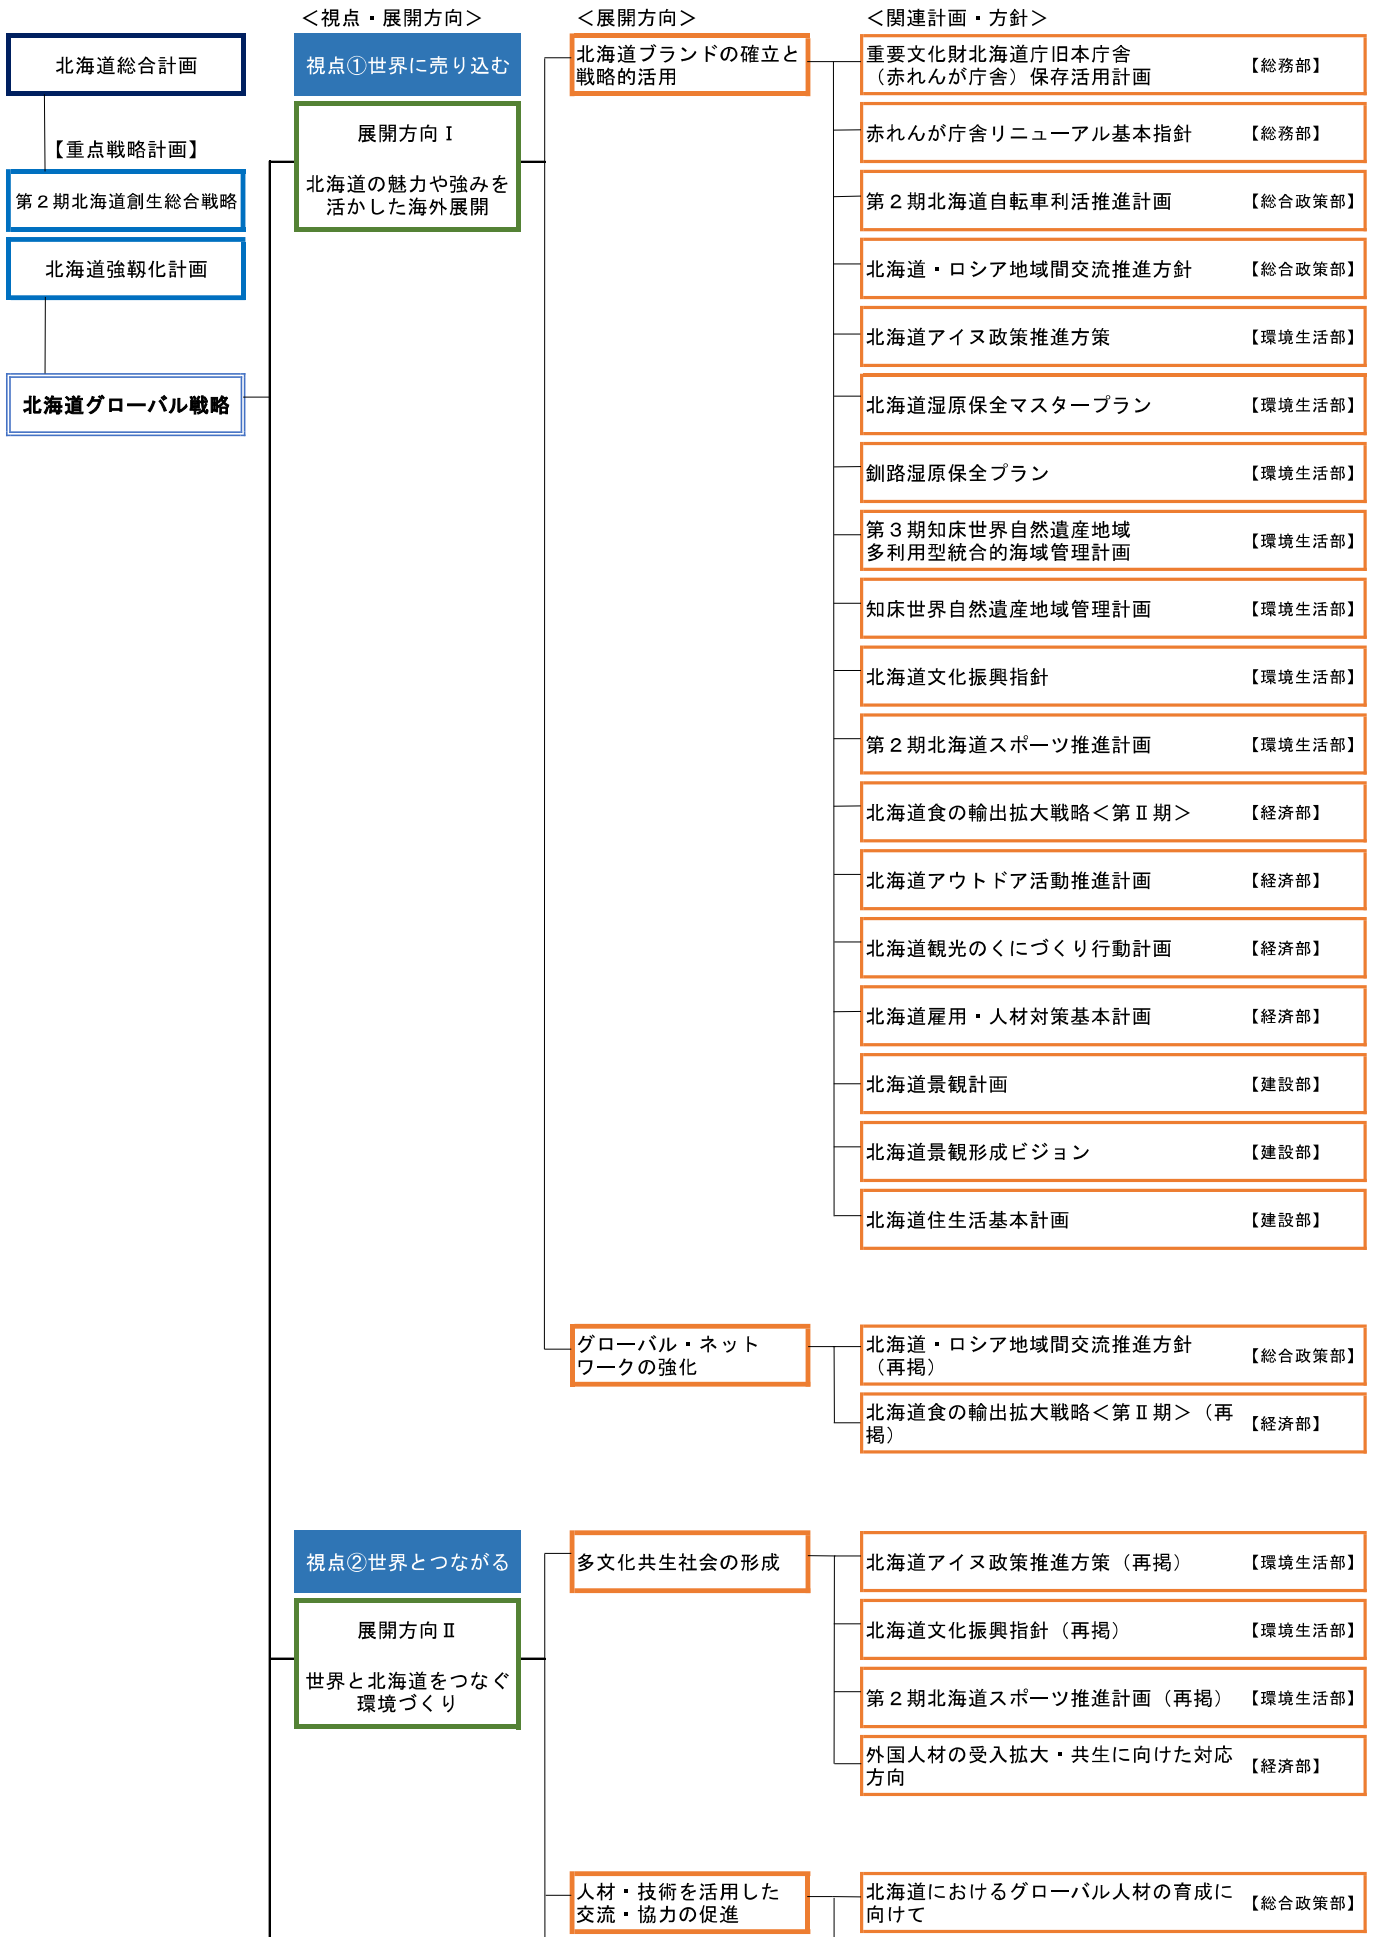 ＜視点・展開方向＞
＜展開方向＞
＜関連計画・方針＞
北海道総合計画
【重点戦略計画】
第２期北海道創生総合戦略
北海道強靱化計画
北海道グローバル戦略
視点①世界に売り込む
展開方向Ⅰ
北海道の魅力や強みを
活かした海外展開
北海道ブランドの確立と
戦略的活用
重要文化財北海道庁旧本庁舎
（赤れんが庁舎）保存活用計画
【総務部】
赤れんが庁舎リニューアル基本指針
【総務部】
第２期北海道自転車利活推進計画
【総合政策部】
北海道・ロシア地域間交流推進方針
【総合政策部】
北海道アイヌ政策推進方策
【環境生活部】
北海道湿原保全マスタープラン
【環境生活部】
釧路湿原保全プラン
【環境生活部】
第３期知床世界自然遺産地域
多利用型統合的海域管理計画
【環境生活部】
知床世界自然遺産地域管理計画
【環境生活部】
北海道文化振興指針
【環境生活部】
第２期北海道スポーツ推進計画
【環境生活部】
北海道食の輸出拡大戦略＜第Ⅱ期＞
【経済部】
北海道アウトドア活動推進計画
【経済部】
北海道観光のくにづくり行動計画
【経済部】
北海道雇用・人材対策基本計画
【経済部】
北海道景観計画
【建設部】
北海道景観形成ビジョン
【建設部】
北海道住生活基本計画
【建設部】
グローバル・ネット
ワークの強化
北海道・ロシア地域間交流推進方針
（再掲）
【総合政策部】
北海道食の輸出拡大戦略＜第Ⅱ期＞（再
掲）
【経済部】
視点②世界とつながる
展開方向Ⅱ
世界と北海道をつなぐ
環境づくり
多文化共生社会の形成
北海道アイヌ政策推進方策（再掲）
【環境生活部】
北海道文化振興指針（再掲）
【環境生活部】
第２期北海道スポーツ推進計画（再掲）
【環境生活部】
外国人材の受入拡大・共生に向けた対応
方向
【経済部】
人材・技術を活用した
交流・協力の促進
北海道におけるグローバル人材の育成に
向けて
【総合政策部】